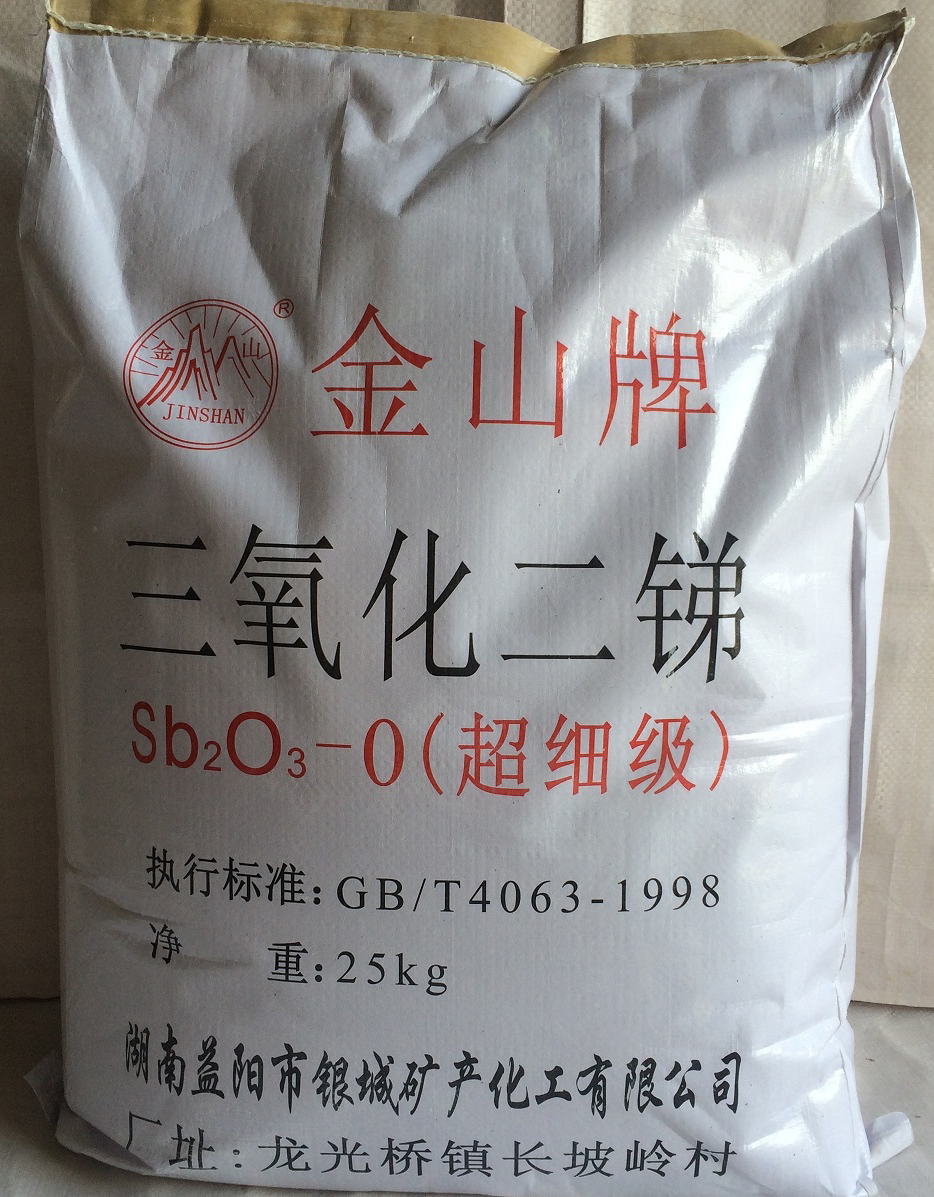 金山
JINSHAN
®
金山牌
三氧化二锑
Sb₂O₃-0(超细级)
执行标准:GB/T4063-1998
净 重:25kg
湖南益阳市银城矿产化工有限公司
厂址:龙光桥镇长坡岭村